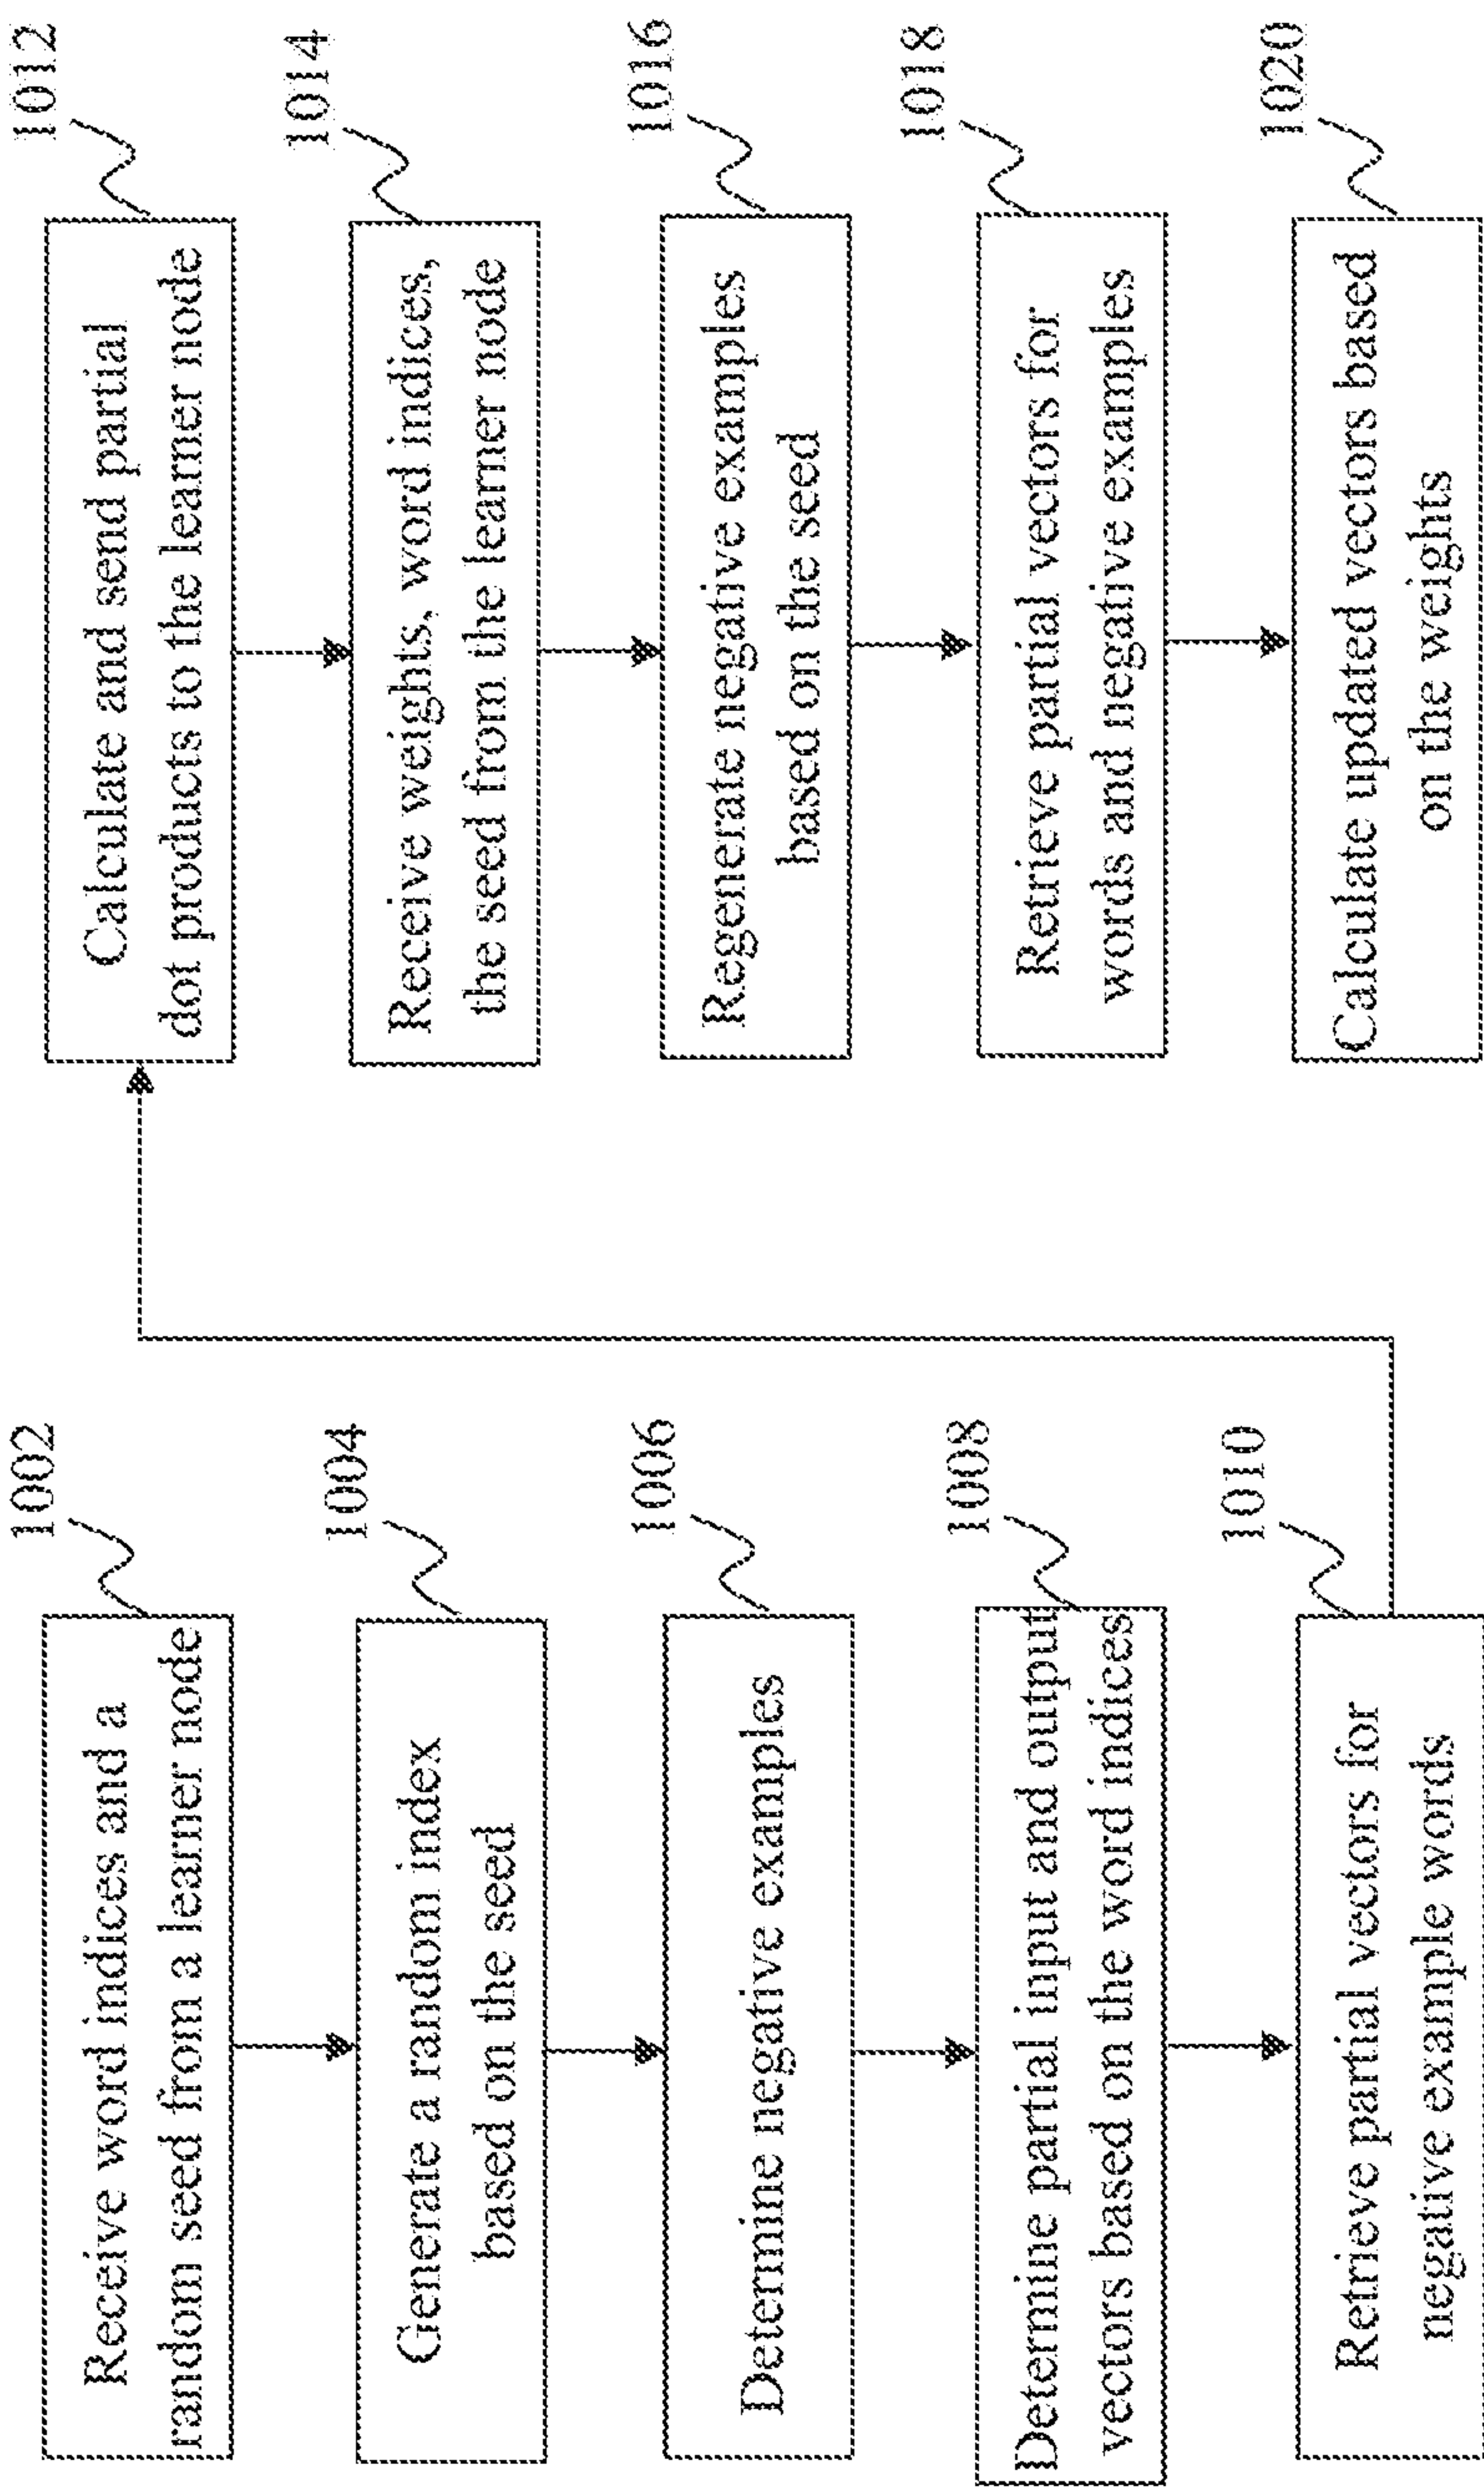 1002
Receive word indices and a
random seed from a learner node
1004
Generate a random index
based on the seed
1006
Determine negative examples
1008
Determine partial input and output
vectors based on the word indices
1010
Retrieve partial vectors for
negative example words
1012
Calculate and send partial
dot products to the learner node
1014
Receive weights, word indices,
the seed from the learner node
1016
Regenerate negative examples
based on the seed
1018
Retrieve partial vectors for
words and negative examples
1020
Calculate updated vectors based
on the weights